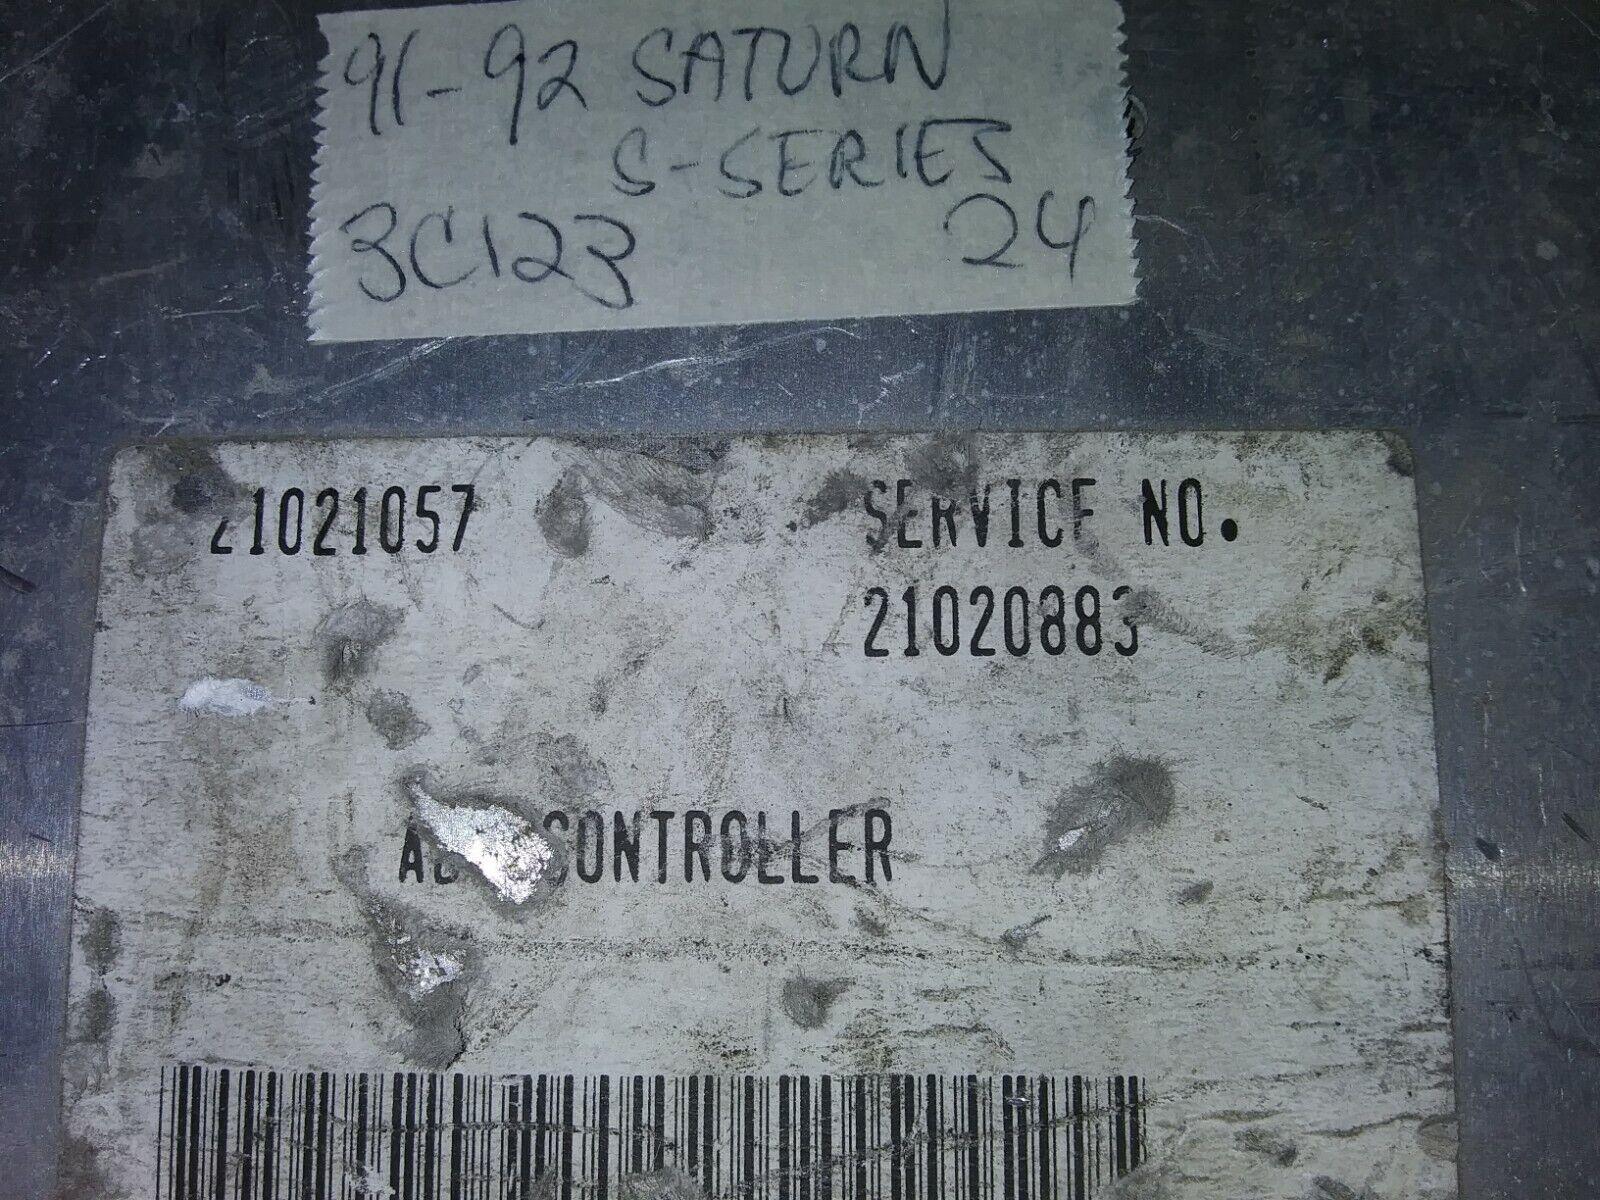 91-92 SATURN
S-SERIES
3C123 24
21021057 SERVICE NO.
21020883
CONTROLLER